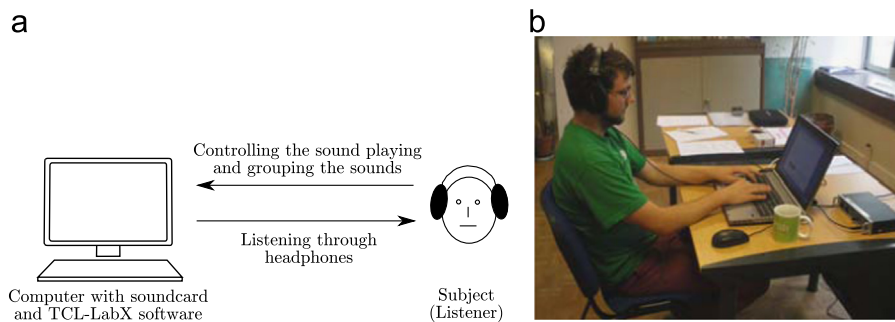 a
b
Controlling the sound playing
and grouping the sounds
Listening through
headphones
Computer with soundcard
and TCL-LabX software
Subject
(Listener)